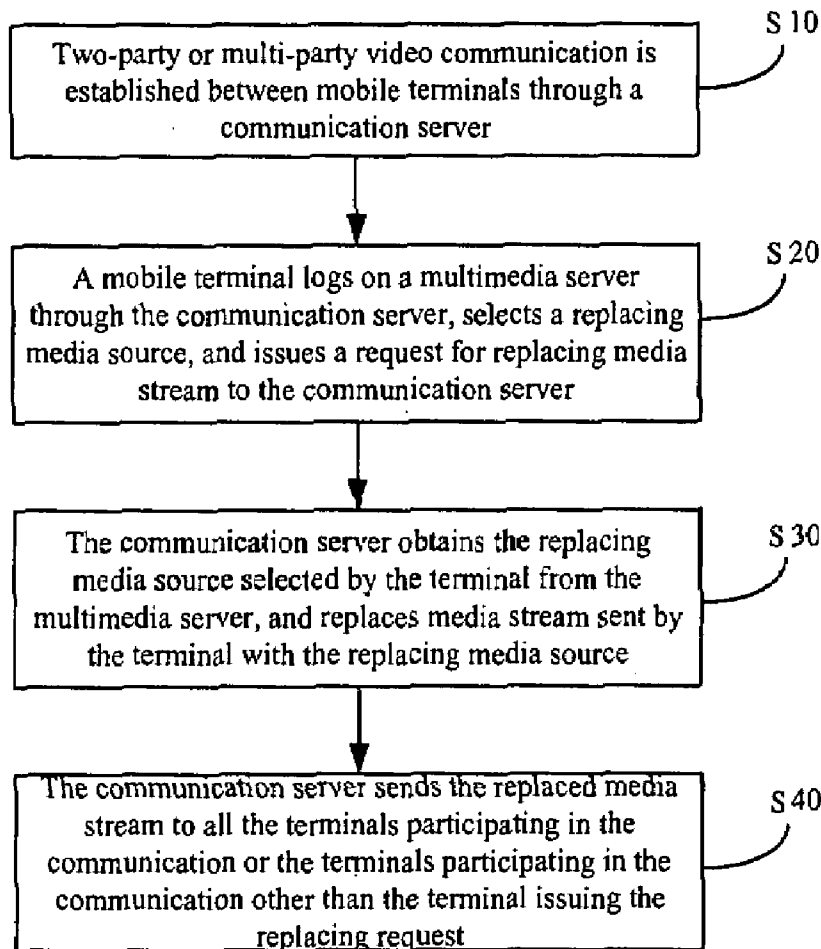 S 10
Two-party or multi-party video communication is
established between mobile terminals through a
communication server
S 20
A mobile terminal logs on a multimedia server
through the communication server, selects a replacing
media source, and issues a request for replacing media
stream to the communication server
S 30
The communication server obtains the replacing
media source selected by the terminal from the
multimedia server, and replaces media stream sent by
the terminal with the replacing media source
S 40
The communication server sends the replaced media
stream to all the terminals participating in the
communication or the terminals participating in the
communication other than the terminal issuing the
replacing request